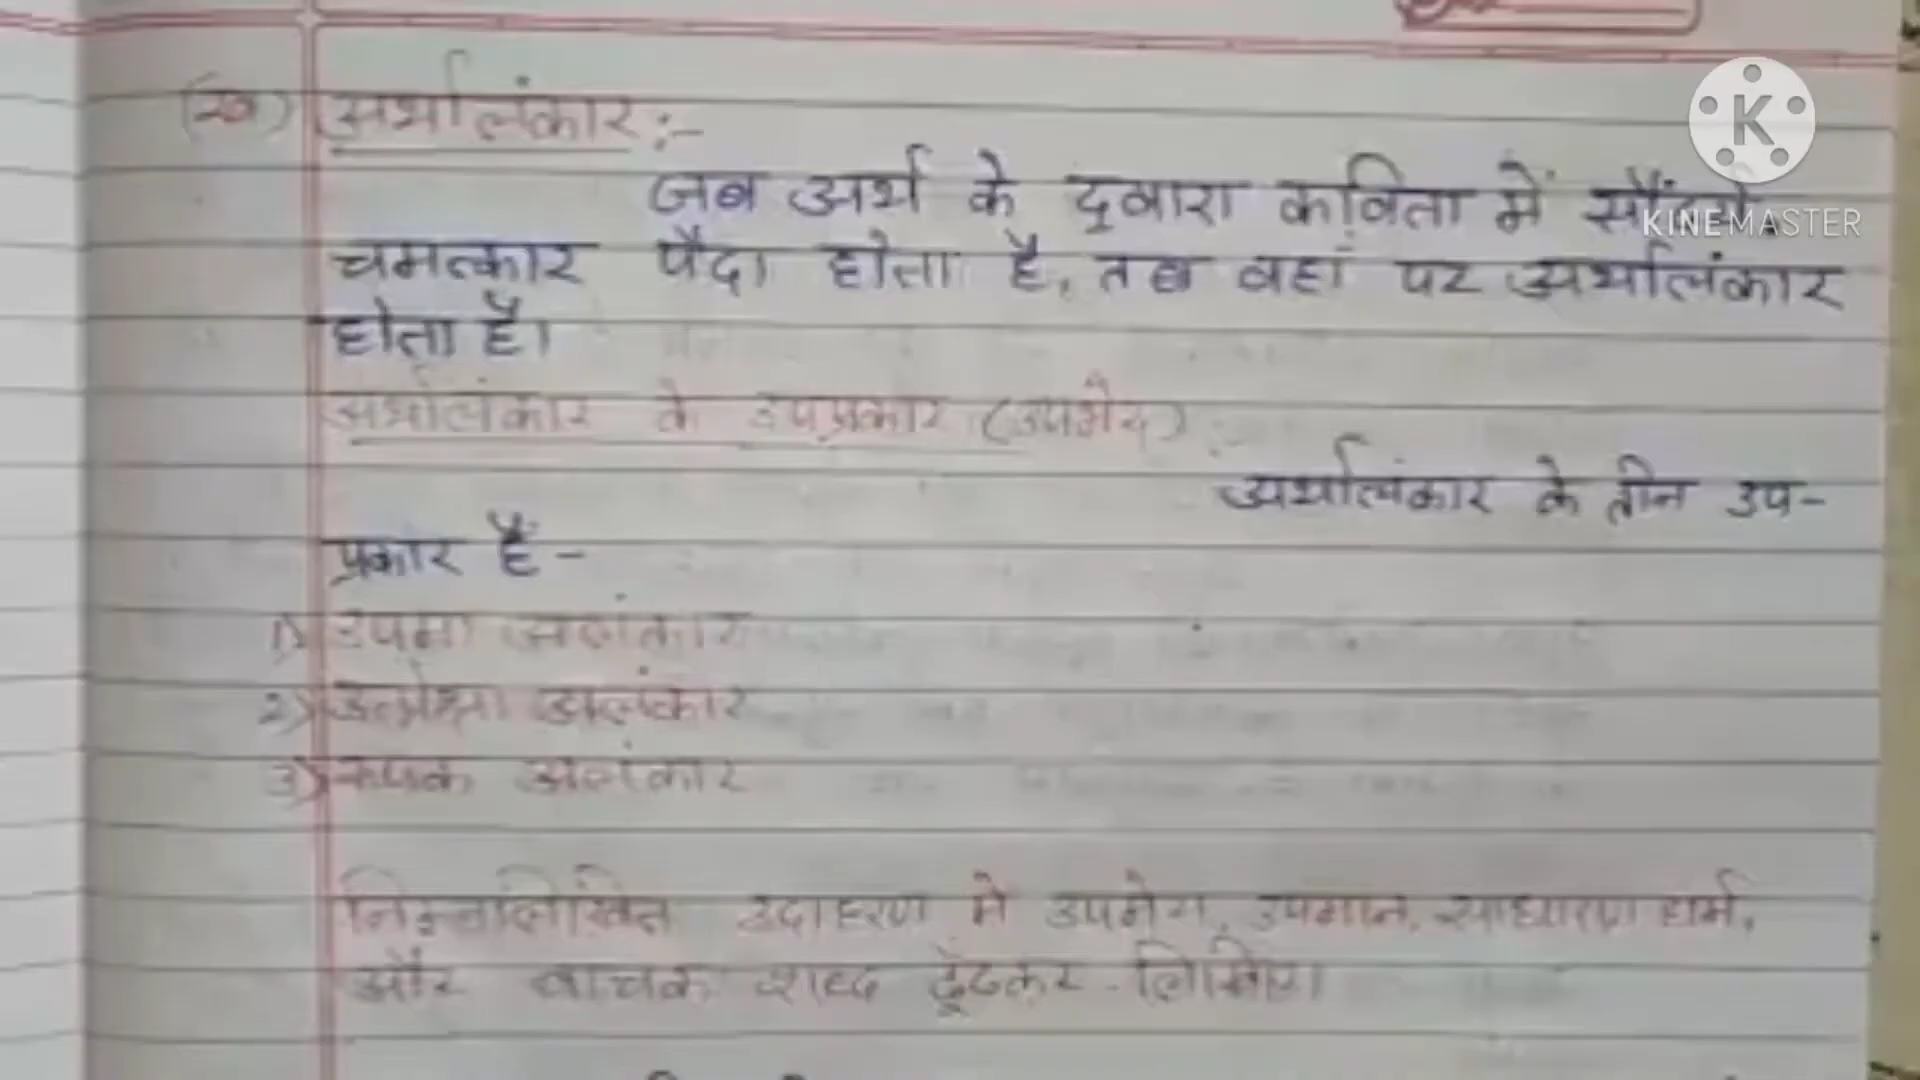 (ख) अर्थालंकार :-
K
जब अर्थ के द्वारा कविता में सौंदर्य,
KINEMASTER
चमत्कार पैदा होता है, तब वहां पर अर्थालंकार
होता है।
अर्थालंकार के उपप्रकार (उपभेद) :-
अर्थालंकार के तीन उप-
प्रकार हैं -
1) उपमा अलंकार
2) उत्प्रेक्षा अलंकार
3) रूपक अलंकार
निम्नलिखित उदाहरण मे उपमेय, उपमान, साधारण धर्म,
और वाचक शब्द ढूंढकर लिखिए।